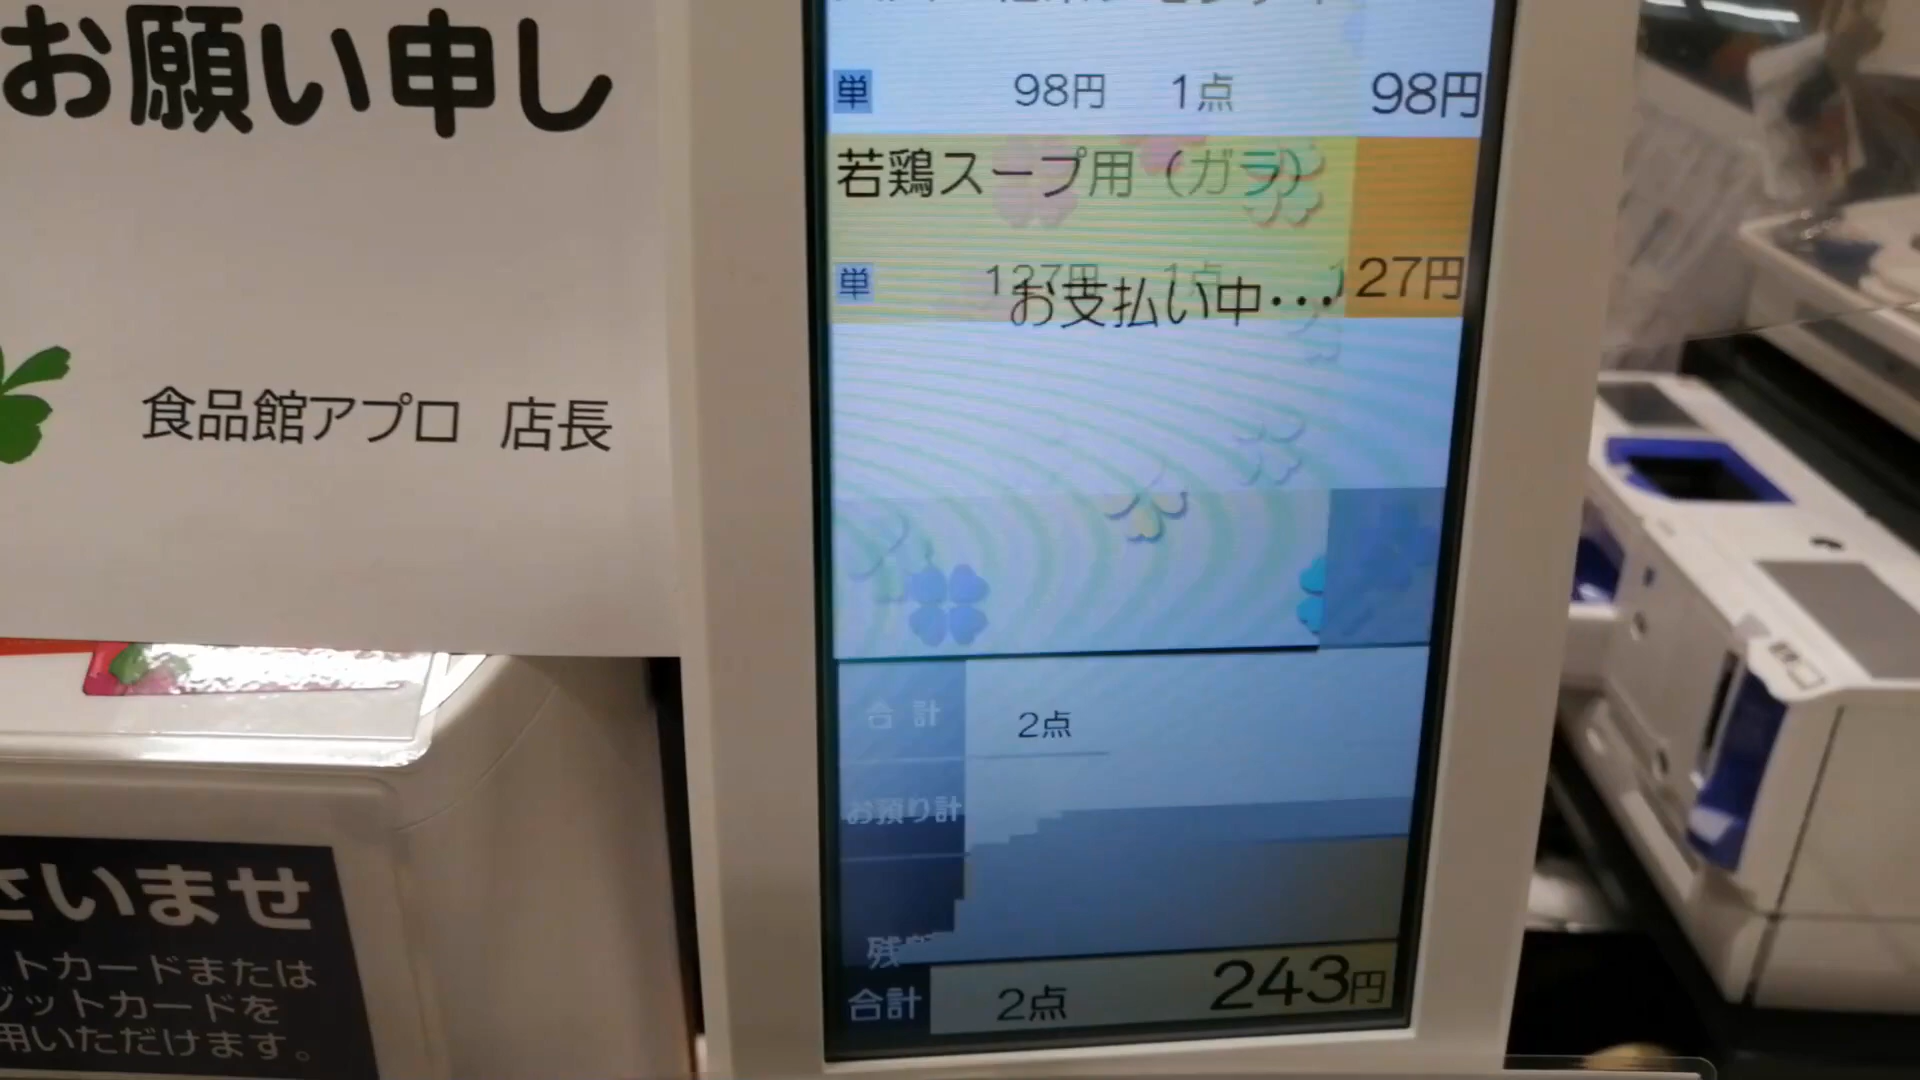 お願い申し
食品館アプロ 店長
さいませ
トカードまたは
ジットカードを
用いただけます。
単 98円 1点 98円
若鶏スープ用（ガラ）
単 127円 1点 127円
お支払い中･･･
合計 2点
お預り計
残
合計 2点 243円